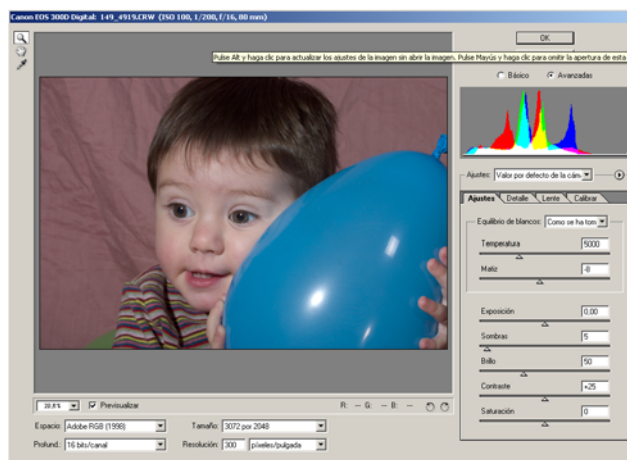 Canon EOS 300D Digital: 149_4919.CRW (ISO 100, 1/200, f/16, 80 mm)
OK
Pulse Alt y haga clic para actualizar los ajustes de la imagen sin abrir la imagen. Pulse Mayús y haga clic para omitir la apertura de esta
Básico Avanzadas
Ajustes: Valor por defecto de la cám
Ajustes Detalle Lente Calibrar
Equilibrio de blancos: Como se ha tom
Temperatura 5000
Matiz -8
Exposición 0,00
Sombras 5
Brillo 50
Contraste +25
Saturación 0
Previsualizar R: -- G: -- B: --
Espacio: Adobe RGB (1998) Tamaño: 3072 por 2048
Profund.: 16 bits/canal Resolución: 300 píxeles/pulgada